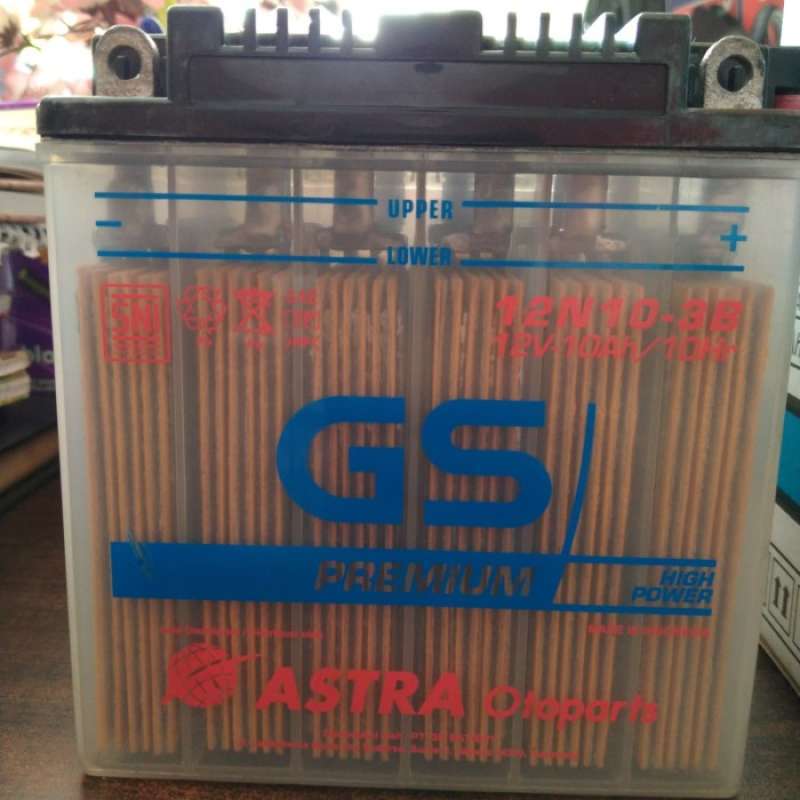 UPPER
-
+
LOWER
SNI
12N10-3B
12V-10Ah/10Hr
GS
PREMiUM
HIGH
POWER
ASTRA Otoparts